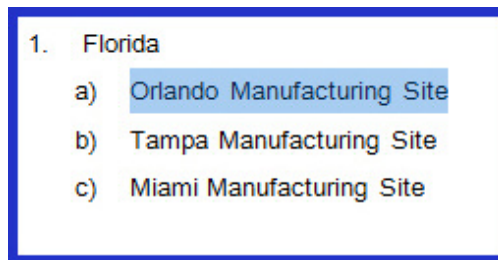 1. Florida
a) Orlando Manufacturing Site
b) Tampa Manufacturing Site
c) Miami Manufacturing Site